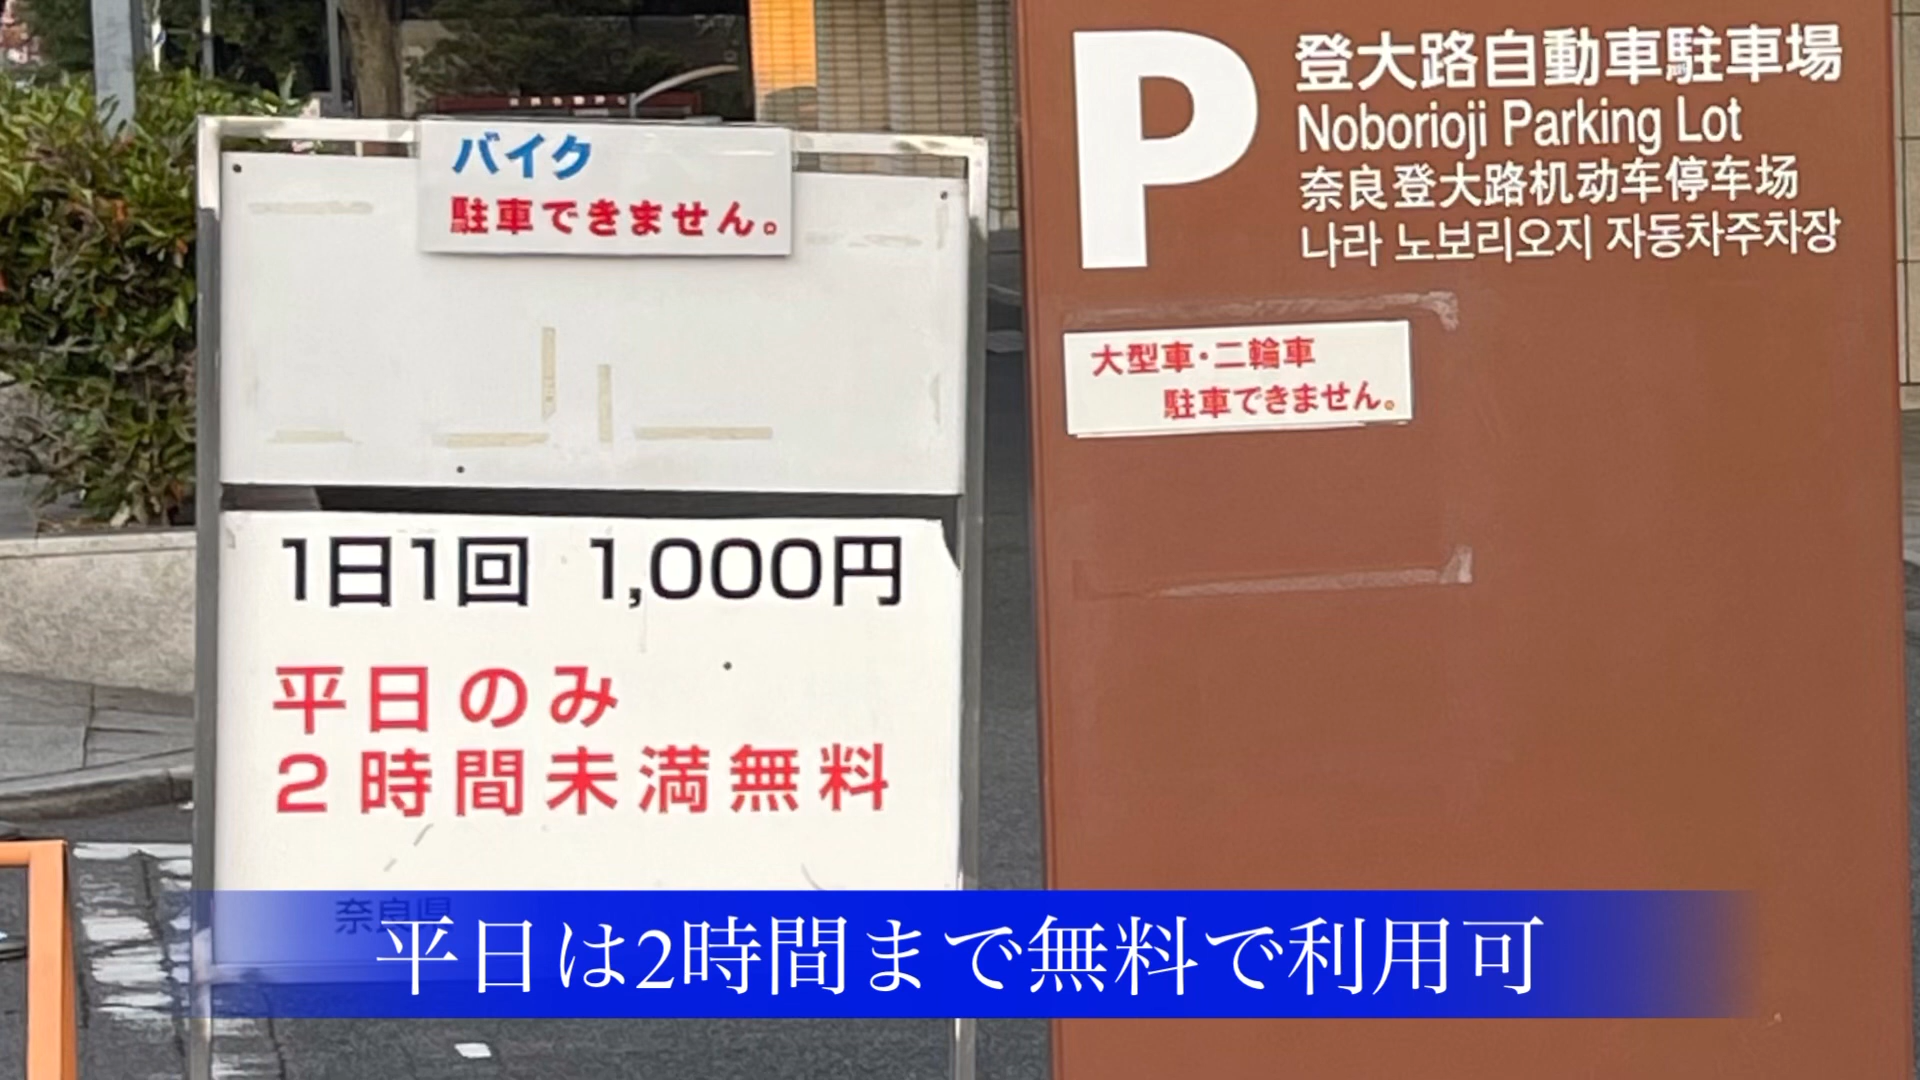 バイク
駐車できません。
1日1回 1,000円
平日のみ
2時間未満無料
奈良県
P
登大路自動車駐車場
Noborioji Parking Lot
奈良登大路机动车停车场
나라 노보리오지 자동차주차장
大型車・二輪車
駐車できません。
平日は2時間まで無料で利用可